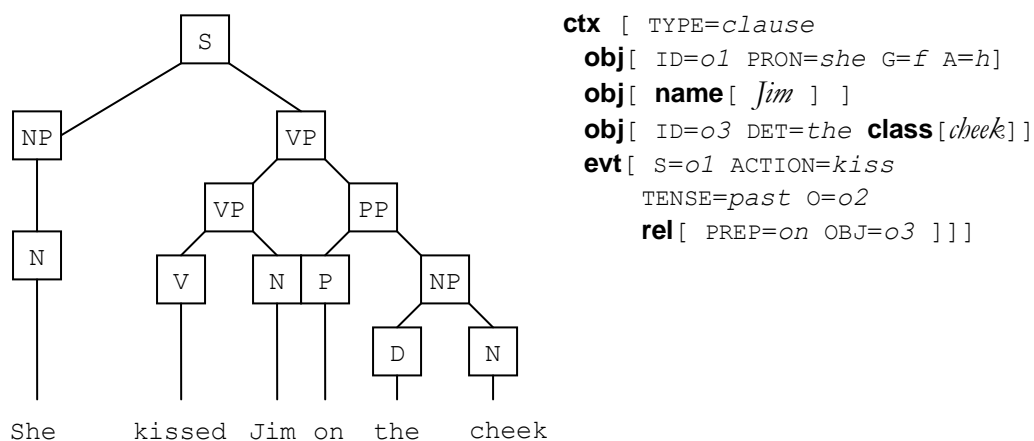 S
NP VP
VP PP
N V N P NP
D N
She kissed Jim on the cheek
ctx [ TYPE=clause
obj[ ID=o1 PRON=she G=f A=h]
obj[ name[ Jim ] ]
obj[ ID=o3 DET=the class[cheek]]
evt[ S=o1 ACTION=kiss
TENSE=past O=o2
rel[ PREP=on OBJ=o3 ]]]